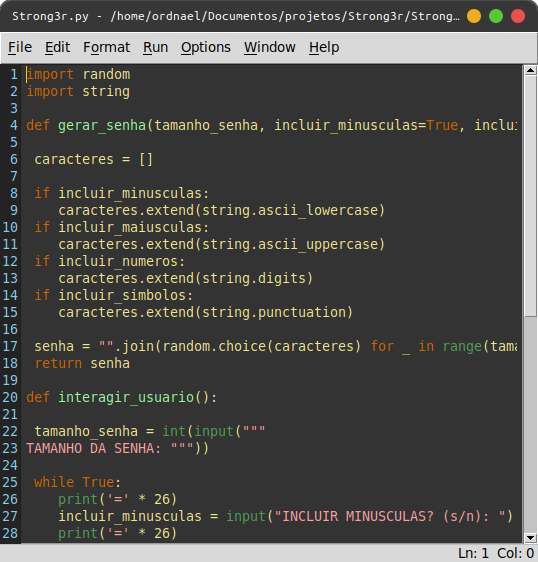 Strong3r.py - /home/ordnael/Documentos/projetos/Strong3r/Strong...
File Edit Format Run Options Window Help
1 import random
2 import string
3
4 def gerar_senha(tamanho_senha, incluir_minusculas=True, inclui
5
6 caracteres = []
7
8 if incluir_minusculas:
9 caracteres.extend(string.ascii_lowercase)
10 if incluir_maiusculas:
11 caracteres.extend(string.ascii_uppercase)
12 if incluir_numeros:
13 caracteres.extend(string.digits)
14 if incluir_simbolos:
15 caracteres.extend(string.punctuation)
16
17 senha = "".join(random.choice(caracteres) for _ in range(tama
18 return senha
19
20 def interagir_usuario():
21
22 tamanho_senha = int(input("""
23 TAMANHO DA SENHA: """))
24
25 while True:
26 print('=' * 26)
27 incluir_minusculas = input("INCLUIR MINUSCULAS? (s/n): ")
28 print('=' * 26)
Ln: 1 Col: 0